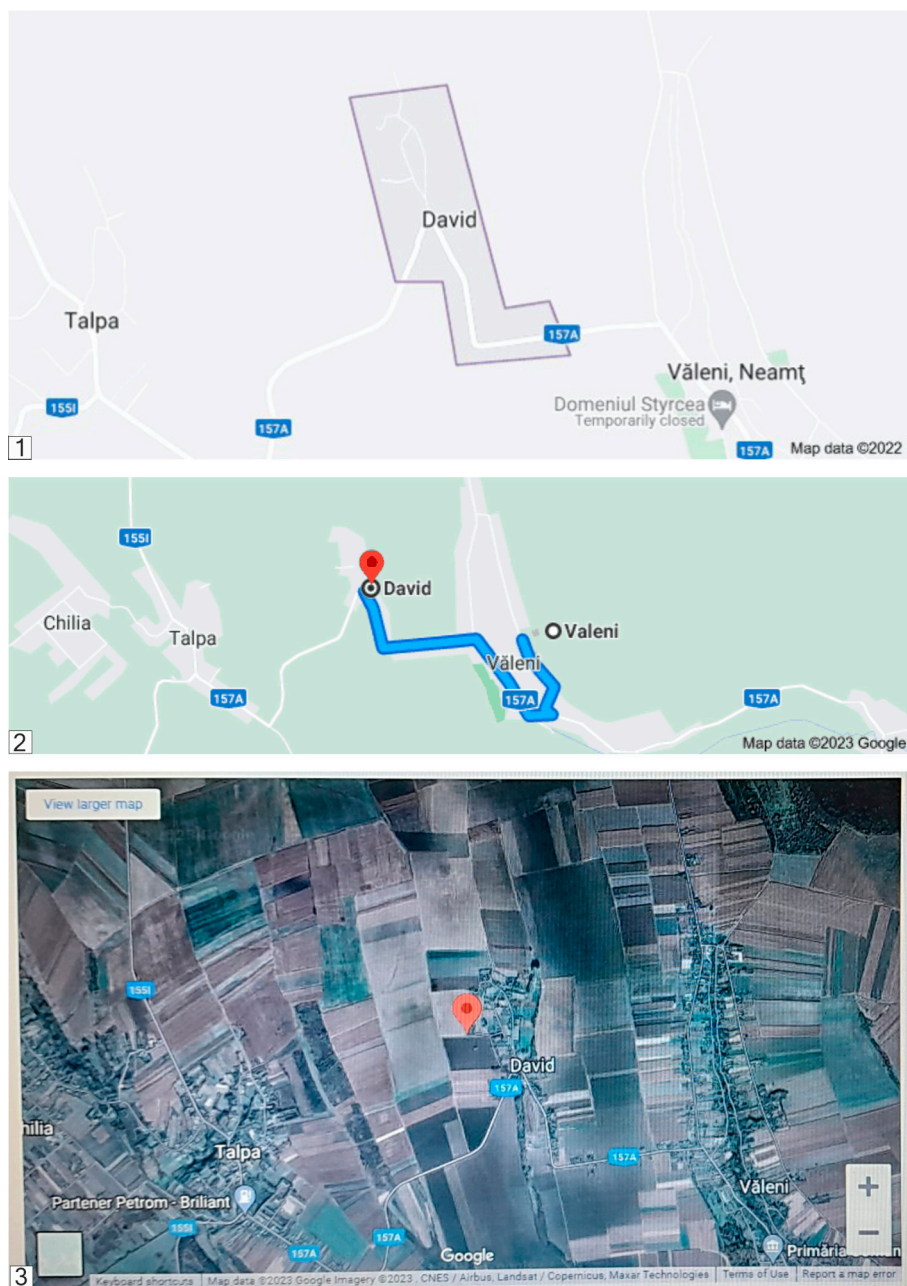 David
Talpa
157A
Văleni, Neamţ
155I
Domeniul Styrcea
Temporarily closed
157A
157A
1
Map data ©2022
155I
David
Chilia
Valeni
Talpa
Văleni
157A
157A
157A
2
Map data ©2023 Google
View larger map
155I
David
157A
hilia
Talpa
157A
Văleni
Partener Petrom - Briliant
155I
157A
157A
Google
Primăria
+
−
3
Keyboard shortcuts
Map data ©2023 Google Imagery ©2023 , CNES / Airbus, Landsat / Copernicus, Maxar Technologies
Terms of Use
Report a map error